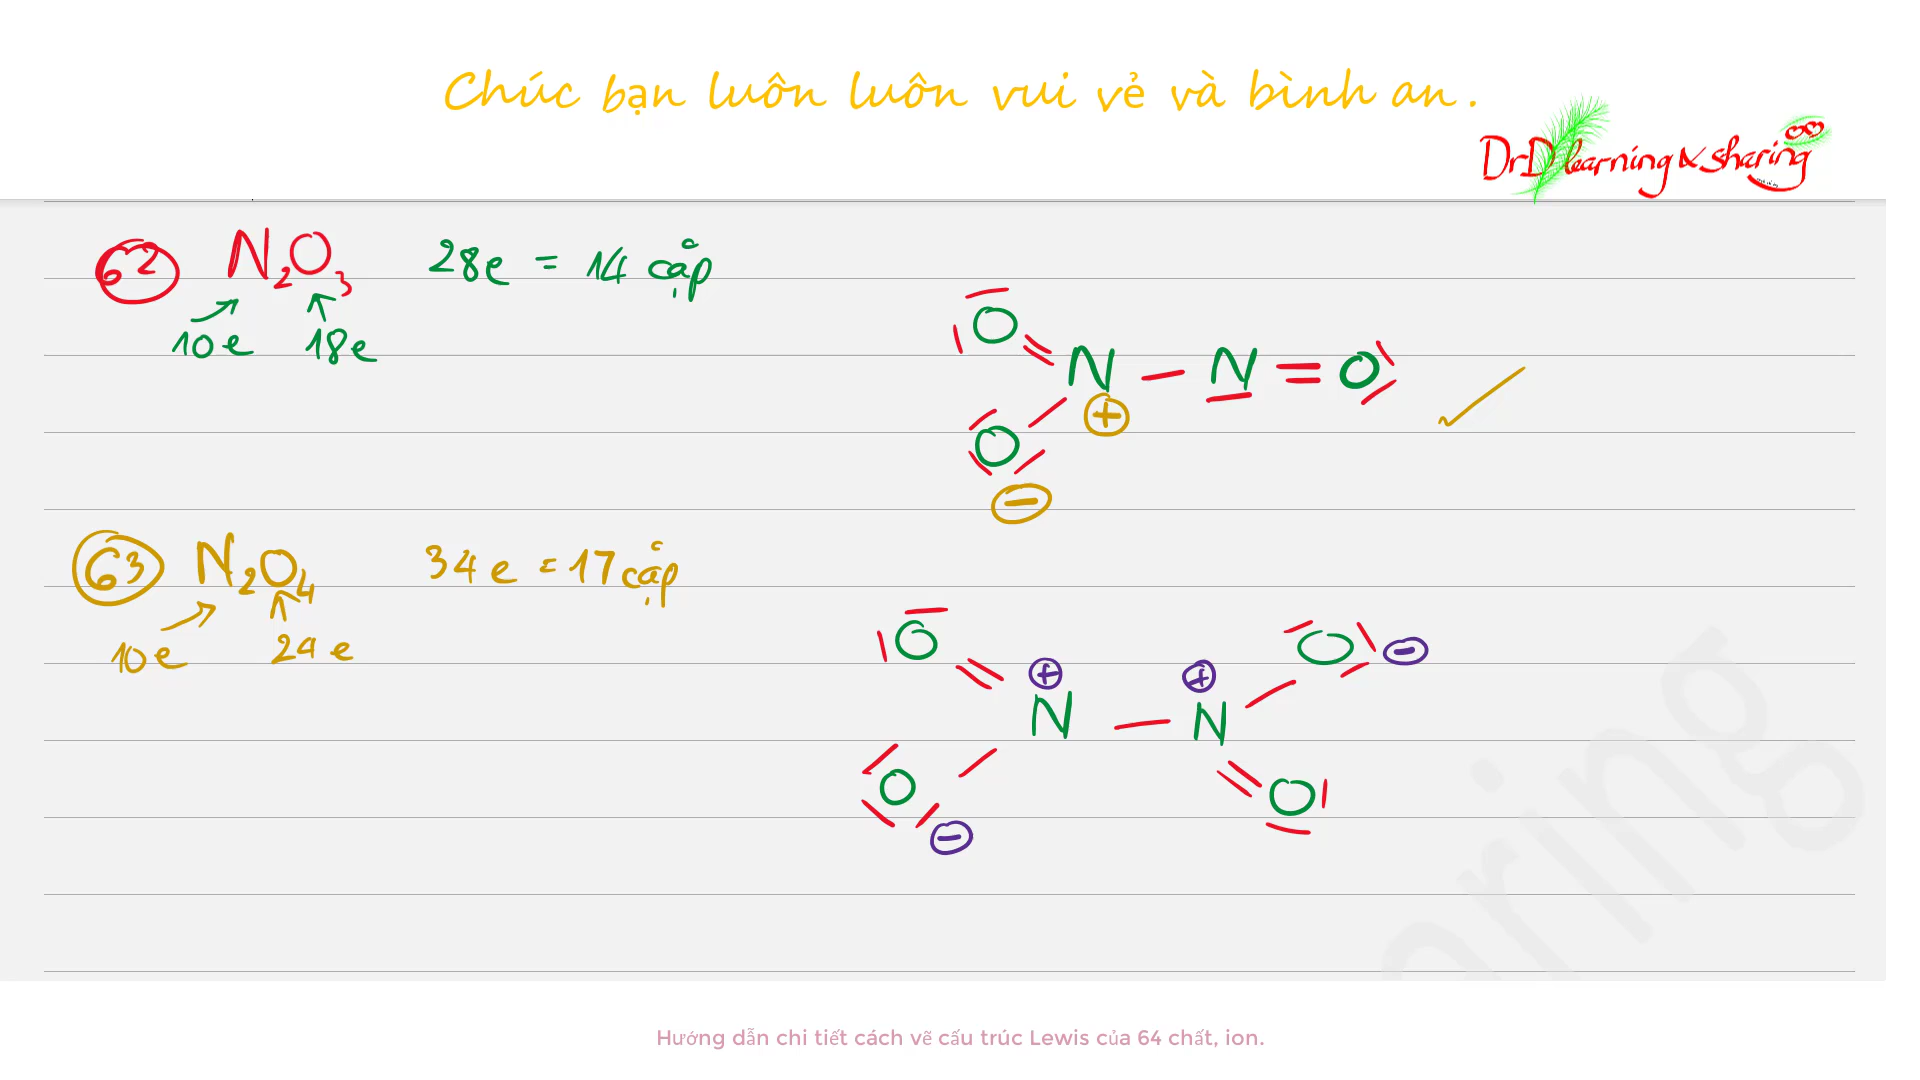 Chúc bạn luôn luôn vui vẻ và bình an.
DrD learning & sharing
62 N2O3 28e = 14 cặp
10e 18e
O
N - N = O
+
O
-
63 N2O4 34e = 17 cặp
10e 24e
O O -
+ +
N - N
O O
-
aring
Hướng dẫn chi tiết cách vẽ cấu trúc Lewis của 64 chất, ion.